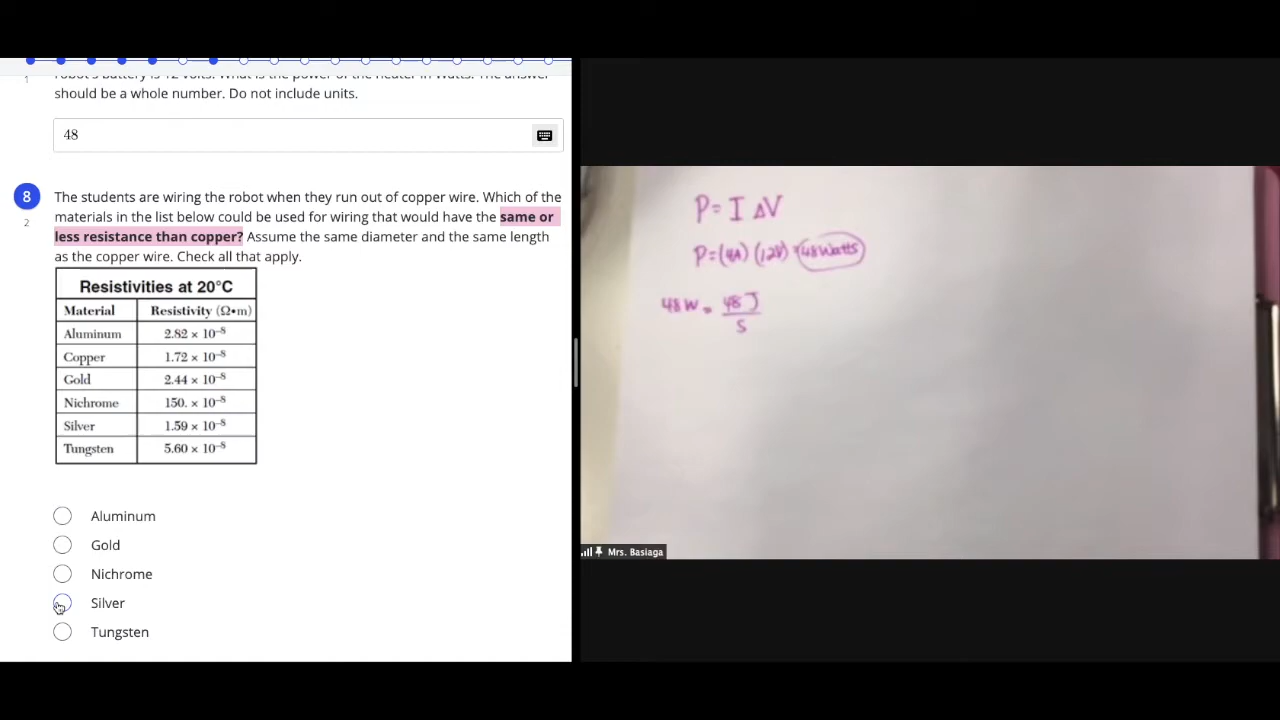 robot's battery is 12 volts. What is the power of the heater in Watts. The answer
1
should be a whole number. Do not include units.
48
8
The students are wiring the robot when they run out of copper wire. Which of the
2
materials in the list below could be used for wiring that would have the same or
less resistance than copper? Assume the same diameter and the same length
as the copper wire. Check all that apply.
Resistivities at 20°C
Material Resistivity (Ω•m)
Aluminum 2.82 × 10⁻⁸
Copper 1.72 × 10⁻⁸
Gold 2.44 × 10⁻⁸
Nichrome 150. × 10⁻⁸
Silver 1.59 × 10⁻⁸
Tungsten 5.60 × 10⁻⁸
Aluminum
Gold
Nichrome
Silver
Tungsten
P= I ΔV
P=(4A) (12V) =48 Watts
48W = 48J
S
Mrs. Basiaga